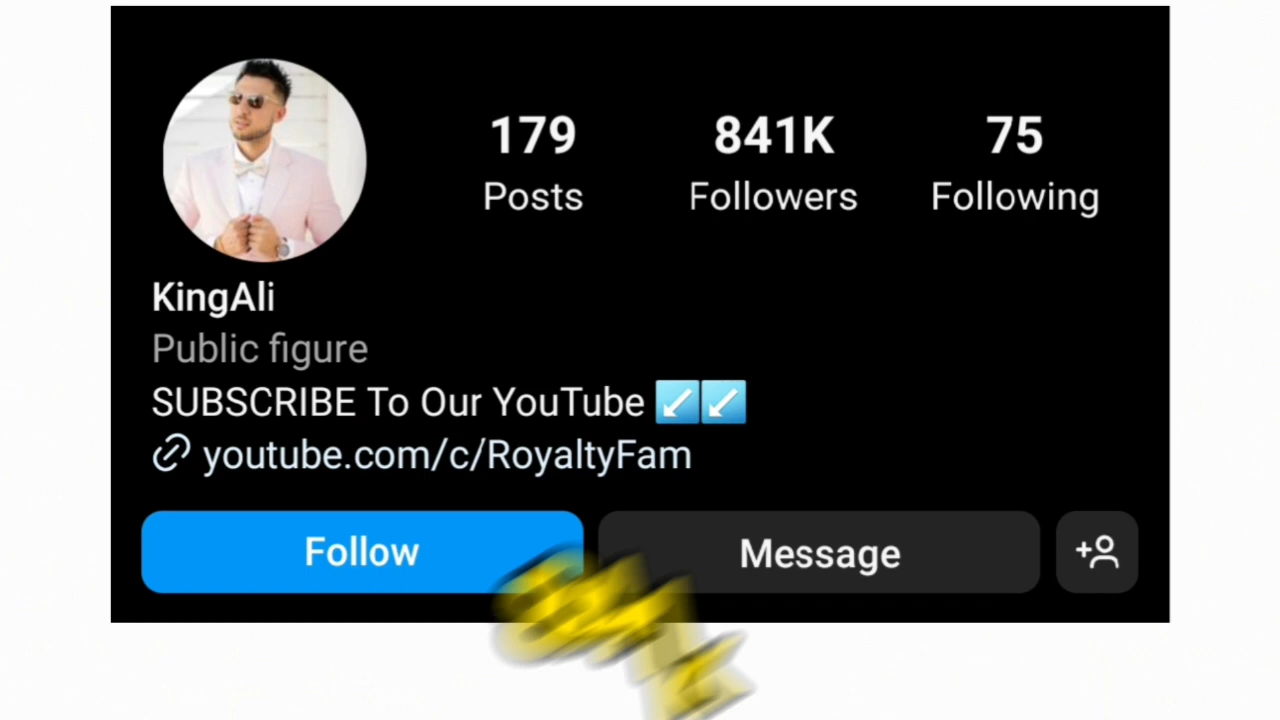 179 841K 75
Posts Followers Following
KingAli
Public figure
SUBSCRIBE To Our YouTube ↙️↙️
youtube.com/c/RoyaltyFam
Follow Message